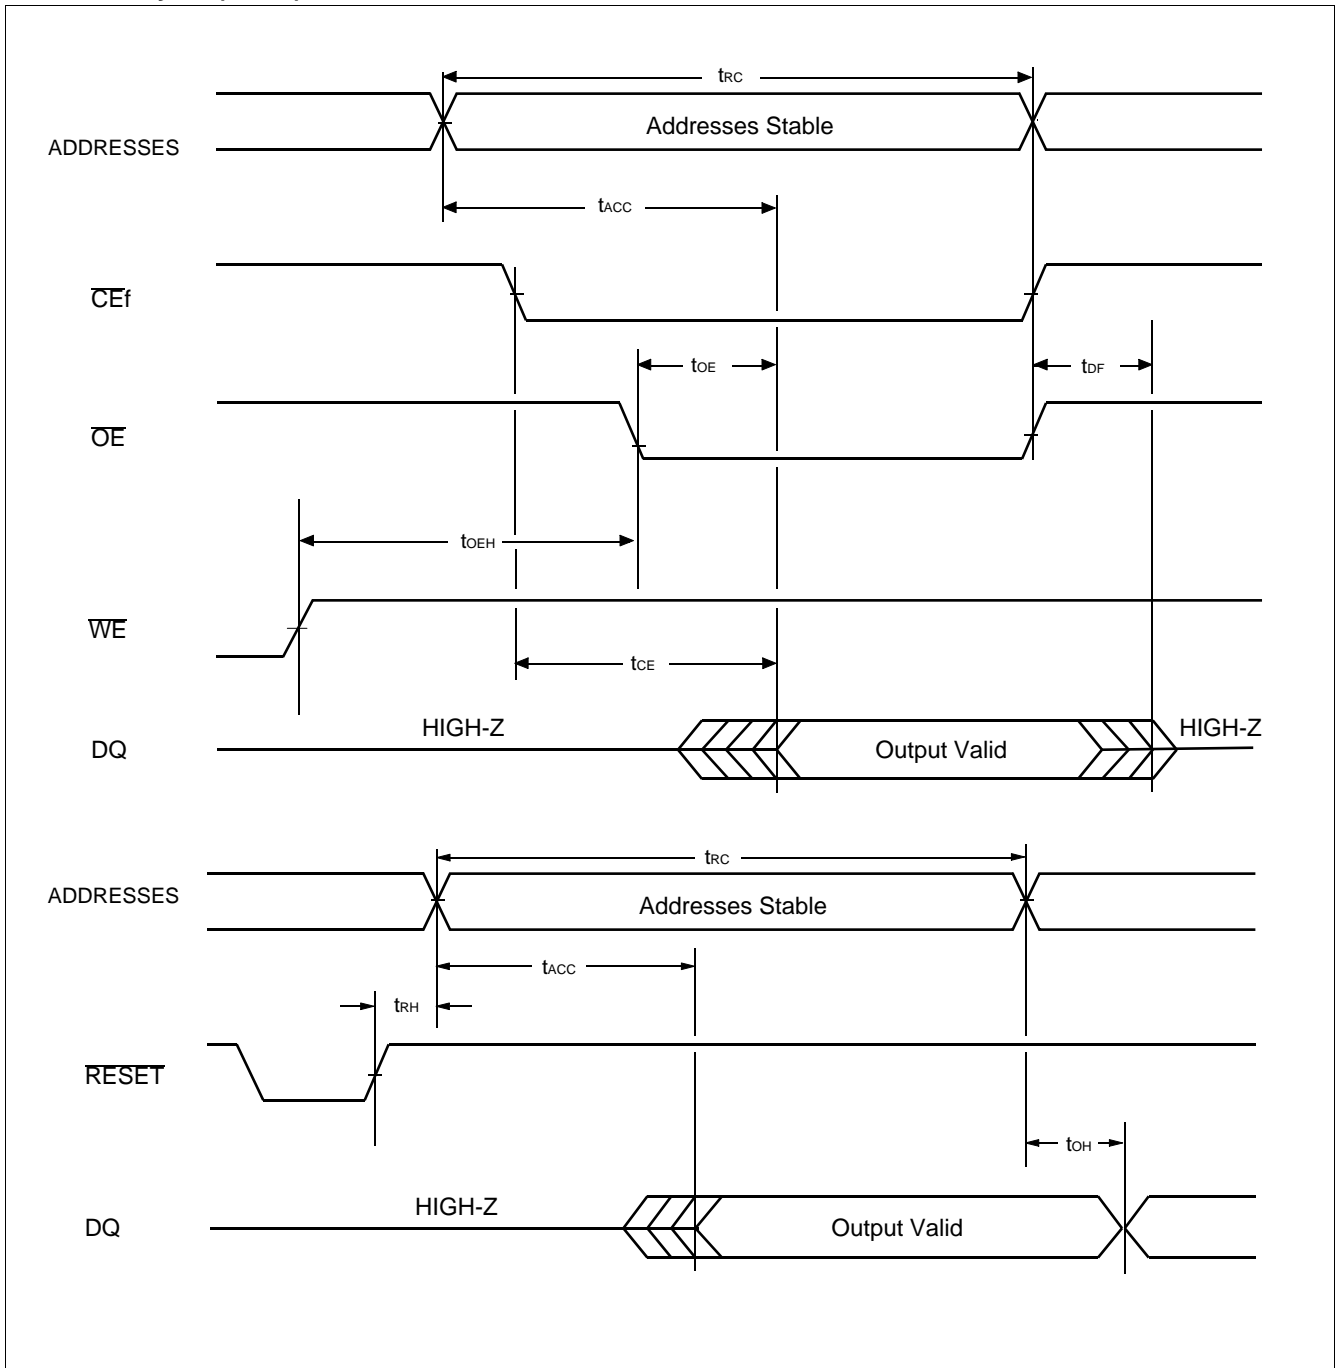 tRC
Addresses Stable
ADDRESSES
tACC
CEf
tOE
tDF
OE
tOEH
WE
tCE
HIGH-Z
HIGH-Z
DQ
Output Valid
tRC
ADDRESSES
Addresses Stable
tACC
tRH
RESET
tOH
HIGH-Z
DQ
Output Valid